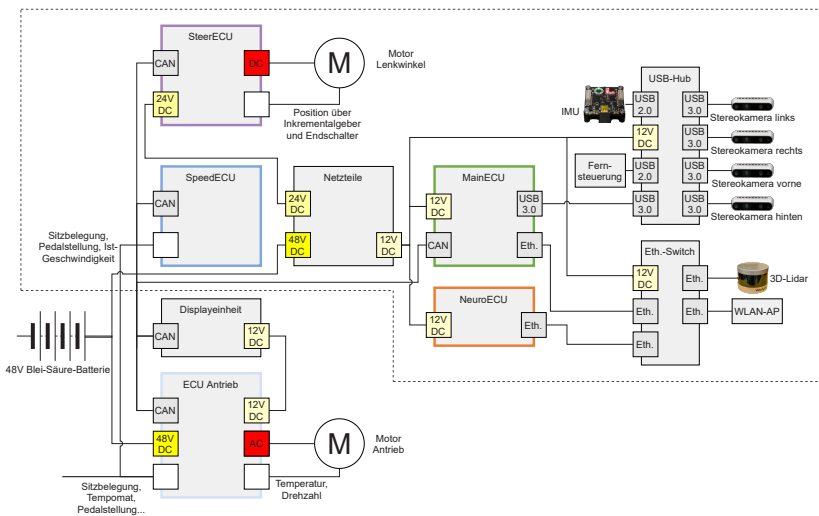 SteerECU
CAN
DC
24V
DC
M
Motor
Lenkwinkel
Position über
Inkrementalgeber
und Endschalter
SpeedECU
CAN
Sitzbelegung,
Pedalstellung, Ist-
Geschwindigkeit
Netzteile
24V
DC
48V
DC
12V
DC
MainECU
12V
DC
USB
3.0
CAN
Eth.
NeuroECU
12V
DC
Eth.
USB-Hub
IMU
USB
2.0
USB
3.0
Stereokamera links
12V
DC
USB
3.0
Stereokamera rechts
Fern-
steuerung
USB
2.0
USB
3.0
Stereokamera vorne
USB
3.0
USB
3.0
Stereokamera hinten
Eth.-Switch
12V
DC
Eth.
3D-Lidar
Eth.
Eth.
WLAN-AP
Eth.
Displayeinheit
CAN
12V
DC
48V Blei-Säure-Batterie
ECU Antrieb
CAN
12V
DC
48V
DC
AC
M
Motor
Antrieb
Sitzbelegung,
Tempomat,
Pedalstellung...
Temperatur,
Drehzahl